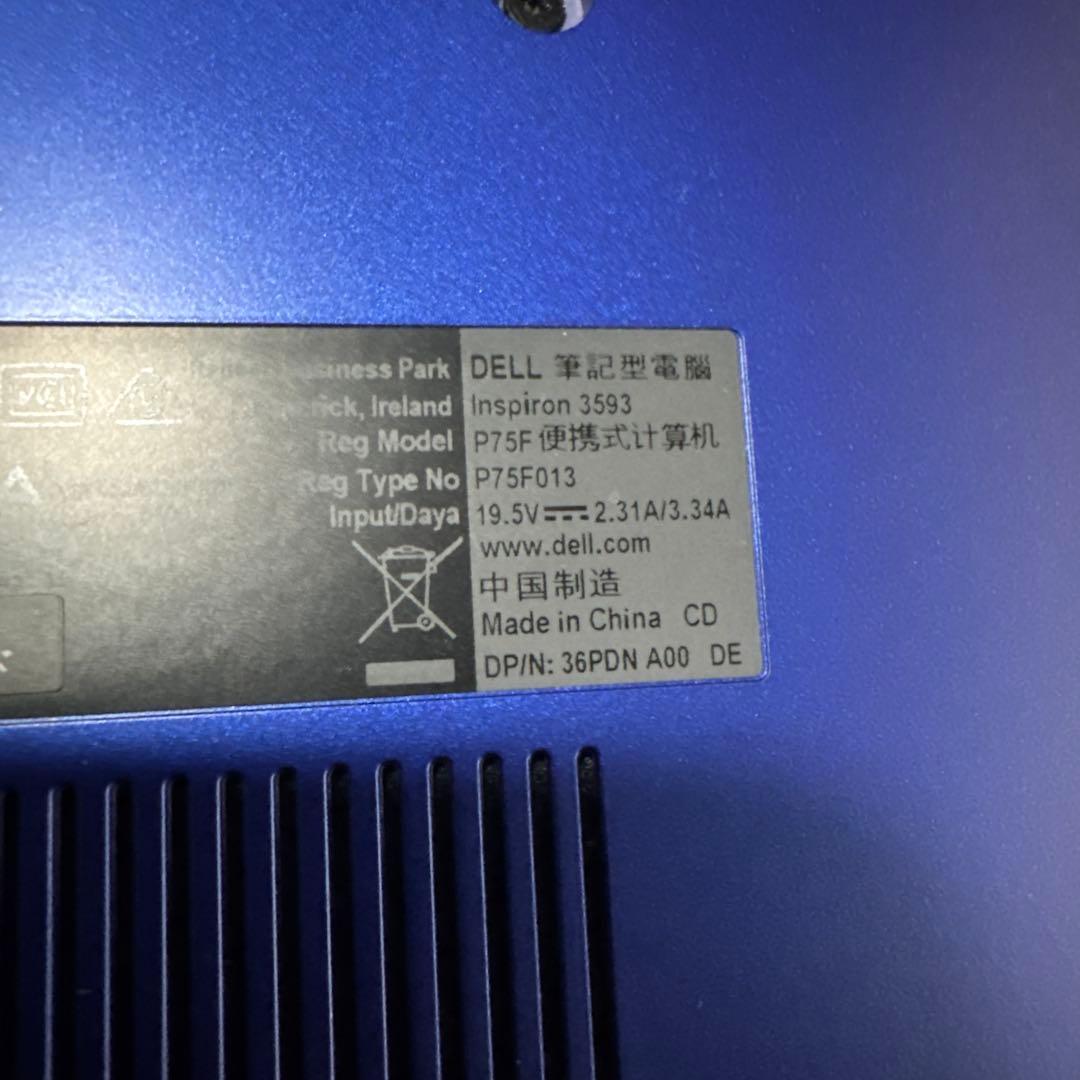 Business Park DELL 筆記型電腦
Ireland Inspiron 3593
Reg Model P75F 便携式计算机
Reg Type No P75F013
Input/Daya 19.5V⎓2.31A/3.34A
www.dell.com
中国制造
Made in China CD
DP/N: 36PDN A00 DE